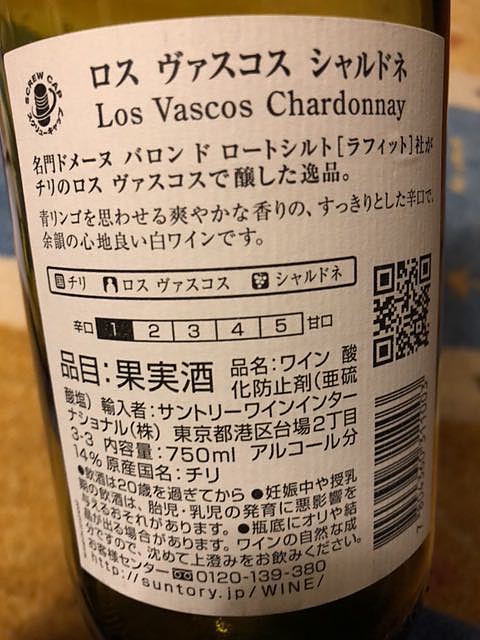 SCREW CAP
スクリューキャップ
ロス ヴァスコス シャルドネ
Los Vascos Chardonnay
名門ドメーヌ バロン ド ロートシルト[ラフィット]社が
チリのロス ヴァスコスで醸した逸品。
青リンゴを思わせる爽やかな香りの、すっきりとした辛口で、
余韻の心地良い白ワインです。
チリ ロス ヴァスコス シャルドネ
辛口 1 2 3 4 5 甘口
品目:果実酒 品名:ワイン 酸
化防止剤(亜硫
酸塩) 輸入者:サントリーワインインター
ナショナル(株) 東京都港区台場2丁目
3-3 内容量:750ml アルコール分
14% 原産国名:チリ
●飲酒は20歳を過ぎてから ●妊娠中や授乳
期の飲酒は、胎児・乳児の発育に悪影響を
与えるおそれがあります。 ●瓶底にオリや結
晶が出る場合があります。ワインの自然な成
分ですので、沈めて上澄みをお飲みください。
お客様センター 0120-139-380
http://suntory.jp/WINE/